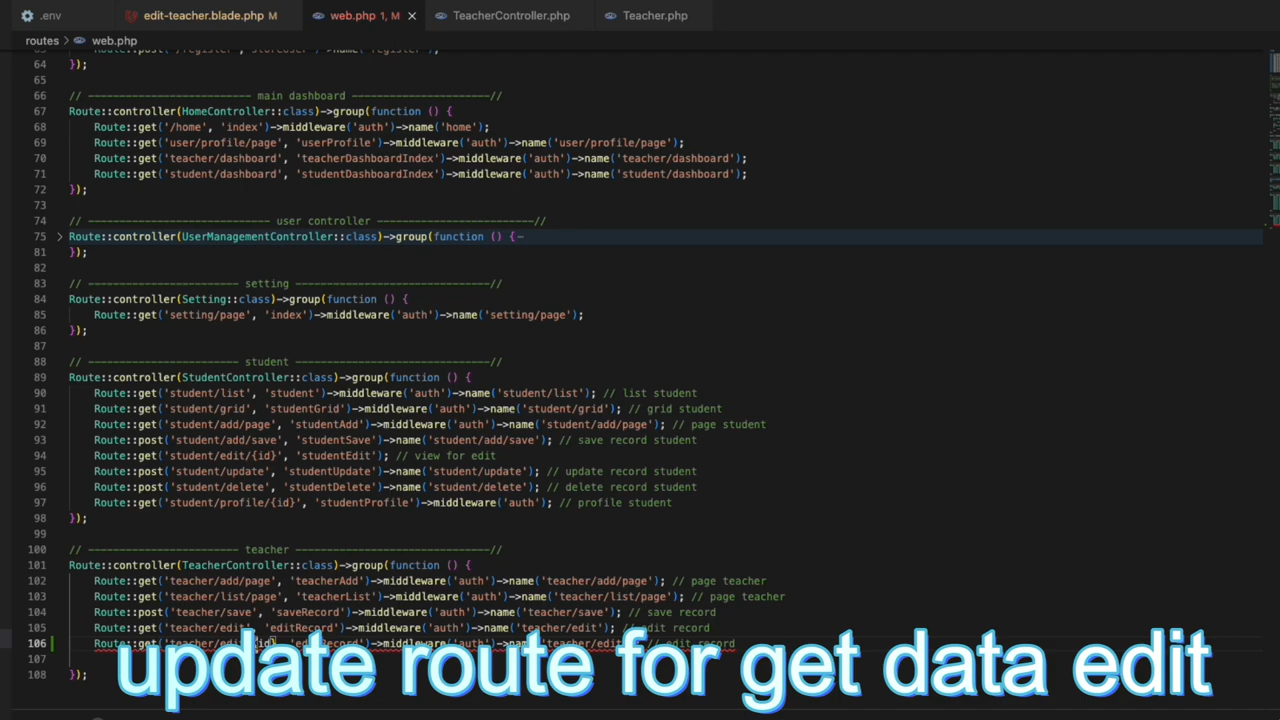 .env
edit-teacher.blade.php M
web.php 1, M
TeacherController.php
Teacher.php
routes > web.php
64 });
65
66 // -------------------------- main dashboard ----------------------//
67 Route::controller(HomeController::class)->group(function () {
68 Route::get('/home', 'index')->middleware('auth')->name('home');
69 Route::get('user/profile/page', 'userProfile')->middleware('auth')->name('user/profile/page');
70 Route::get('teacher/dashboard', 'teacherDashboardIndex')->middleware('auth')->name('teacher/dashboard');
71 Route::get('student/dashboard', 'studentDashboardIndex')->middleware('auth')->name('student/dashboard');
72 });
73
74 // ----------------------------- user controller -------------------------//
75 > Route::controller(UserManagementController::class)->group(function () {
81 });
82
83 // ------------------------ setting -------------------------------//
84 Route::controller(Setting::class)->group(function () {
85 Route::get('setting/page', 'index')->middleware('auth')->name('setting/page');
86 });
87
88 // ------------------------ student -------------------------------//
89 Route::controller(StudentController::class)->group(function () {
90 Route::get('student/list', 'student')->middleware('auth')->name('student/list'); // list student
91 Route::get('student/grid', 'studentGrid')->middleware('auth')->name('student/grid'); // grid student
92 Route::get('student/add/page', 'studentAdd')->middleware('auth')->name('student/add/page'); // page student
93 Route::post('student/add/save', 'studentSave')->name('student/add/save'); // save record student
94 Route::get('student/edit/{id}', 'studentEdit'); // view for edit
95 Route::post('student/update', 'studentUpdate')->name('student/update'); // update record student
96 Route::post('student/delete', 'studentDelete')->name('student/delete'); // delete record student
97 Route::get('student/profile/{id}', 'studentProfile')->middleware('auth'); // profile student
98 });
99
100 // ------------------------ teacher -------------------------------//
101 Route::controller(TeacherController::class)->group(function () {
102 Route::get('teacher/add/page', 'teacherAdd')->middleware('auth')->name('teacher/add/page'); // page teacher
103 Route::get('teacher/list/page', 'teacherList')->middleware('auth')->name('teacher/list/page'); // page teacher
104 Route::post('teacher/save', 'saveRecord')->middleware('auth')->name('teacher/save'); // save record
105 Route::get('teacher/edit', 'editRecord')->middleware('auth')->name('teacher/edit'); // edit record
106 Route::get('teacher/edit id 'editRecord')->middleware('auth')->name('teacher/edit // edit record
107
108 });
update route for get data edit